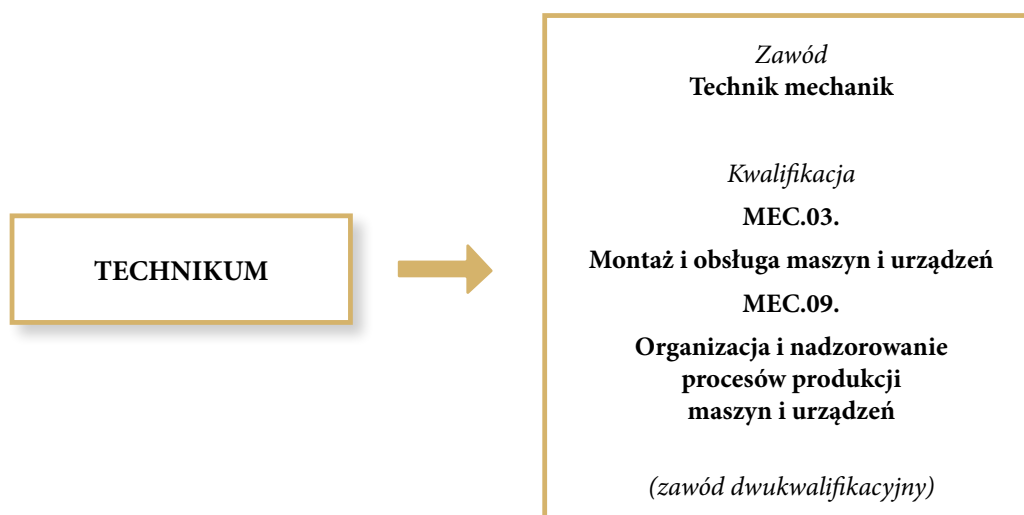 TECHNIKUM
Zawód
Technik mechanik
Kwalifikacja
MEC.03.
Montaż i obsługa maszyn i urządzeń
MEC.09.
Organizacja i nadzorowanie
procesów produkcji
maszyn i urządzeń
(zawód dwukwalifikacyjny)